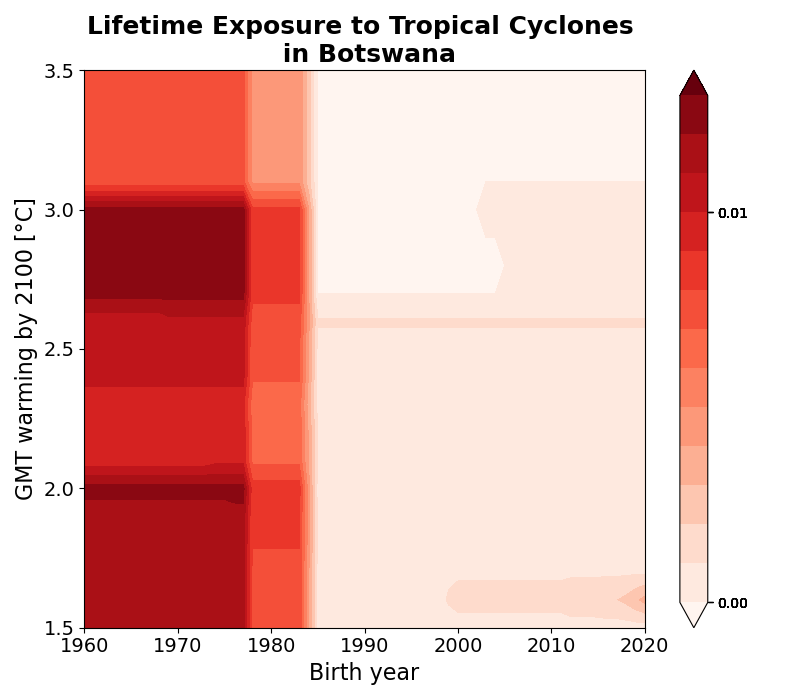 Lifetime Exposure to Tropical Cyclones
in Botswana
GMT warming by 2100 [°C]
3.5
3.0
2.5
2.0
1.5
1960 1970 1980 1990 2000 2010 2020
Birth year
0.01
0.00